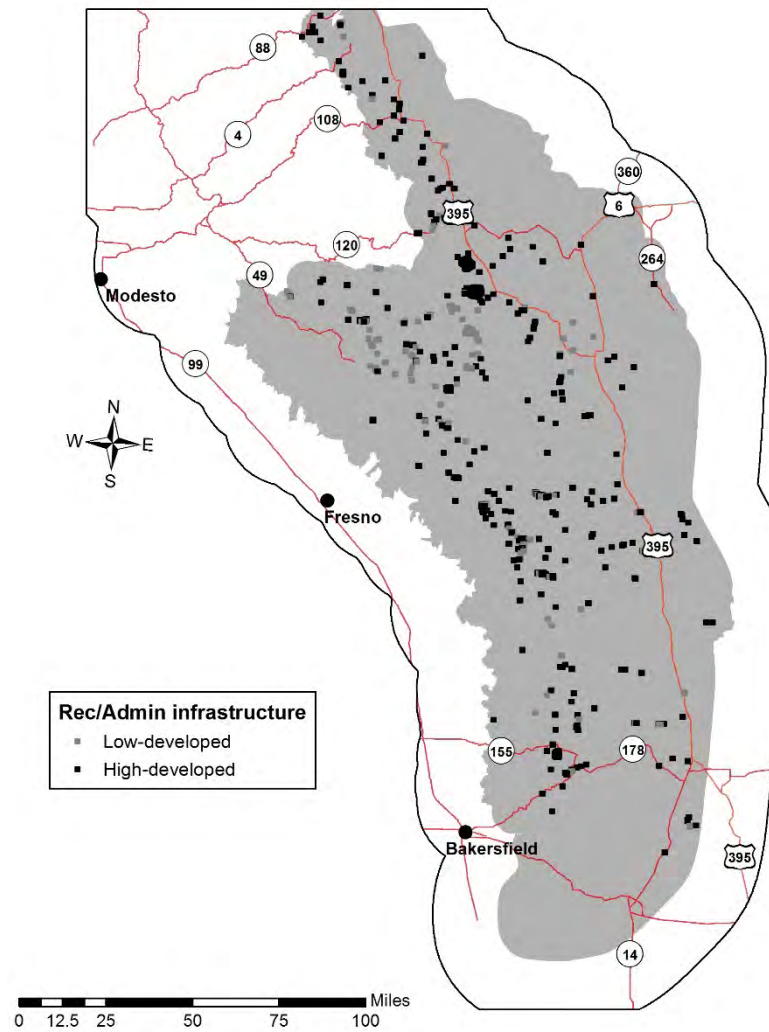 88
4
108
360
6
395
120
264
49
Modesto
99
N
W E
S
Fresno
395
Rec/Admin infrastructure
Low-developed
High-developed
155
178
Bakersfield
395
14
Miles
0 12.5 25 50 75 100